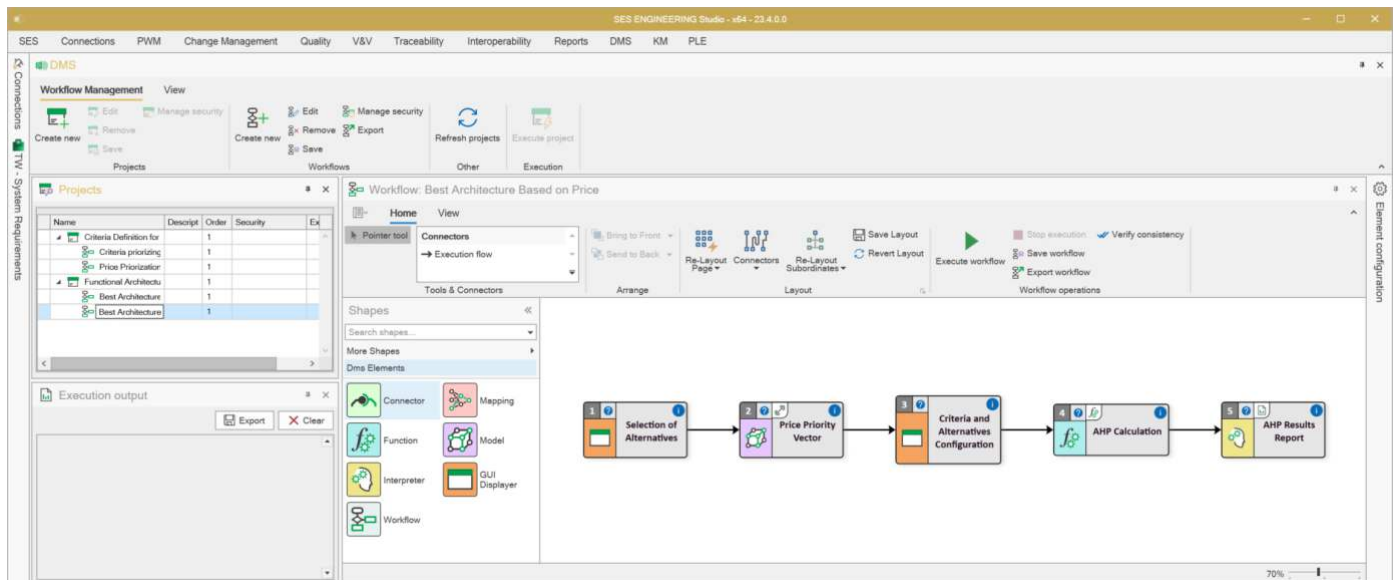 SES ENGINEERING Studio - x64 - 23.4.0.0
SES Connections PWM Change Management Quality V&V Traceability Interoperability Reports DMS KM PLE
Connections
TW - System Requirements
DMS
Workflow Management View
Create new
Edit
Remove
Save
Manage security
Projects
Create new
Edit
Remove
Save
Manage security
Export
Workflows
Refresh projects
Other
Execute project
Execution
Projects
Name Descript Order Security Ex
Criteria Definition for 1
Criteria priorizing 1
Price Priorization 1
Functional Architectu 1
Best Architecture 1
Best Architecture 1
Execution output
Export Clear
Workflow: Best Architecture Based on Price
Home View
Pointer tool
Connectors
Execution flow
Tools & Connectors
Bring to Front
Send to Back
Arrange
Re-Layout
Page
Connectors
Re-Layout
Subordinates
Save Layout
Revert Layout
Layout
Execute workflow
Stop execution
Save workflow
Export workflow
Verify consistency
Workflow operations
Element configuration
Shapes
Search shapes...
More Shapes
Dms Elements
Connector
Mapping
Function
Model
Interpreter
GUI
Displayer
Workflow
1
Selection of
Alternatives
2
Price Priority
Vector
3
Criteria and
Alternatives
Configuration
4
AHP Calculation
5
AHP Results
Report
70%